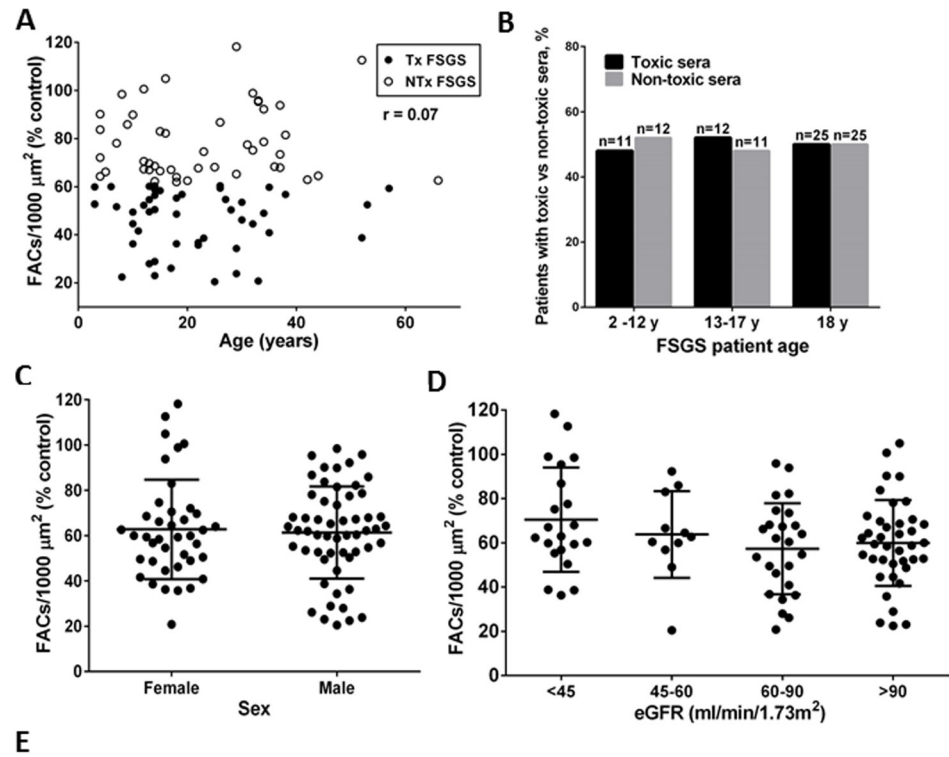 A
FACs/1000 µm² (% control)
120
100
80
60
40
20
0
20
40
60
Age (years)
Tx FSGS
NTx FSGS
r = 0.07
B
Patients with toxic vs non-toxic sera, %
80
60
40
20
0
Toxic sera
Non-toxic sera
n=11
n=12
n=12
n=11
n=25
n=25
2 -12 y
13-17 y
18 y
FSGS patient age
C
FACs/1000 µm² (% control)
120
100
80
60
40
20
0
Female
Male
Sex
D
FACs/1000 µm² (% control)
120
100
80
60
40
20
0
<45
45-60
60-90
>90
eGFR (ml/min/1.73m²)
E